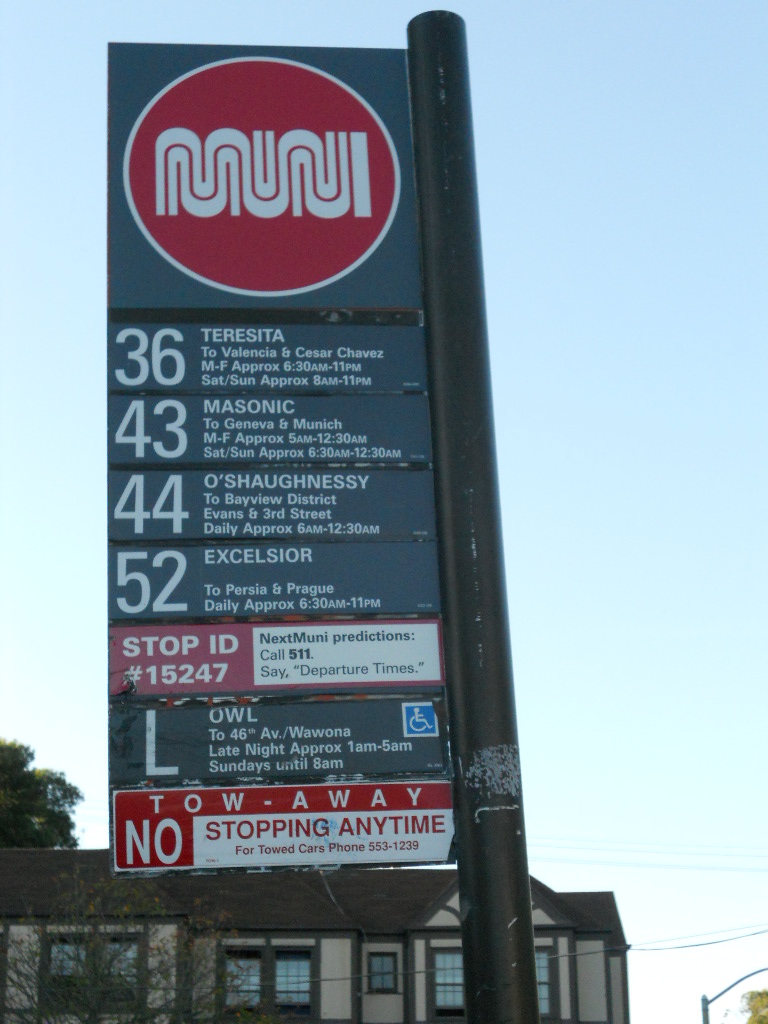 MUNI
36 TERESITA
To Valencia & Cesar Chavez
M-F Approx 6:30AM-11PM
Sat/Sun Approx 8AM-11PM
43 MASONIC
To Geneva & Munich
M-F Approx 5AM-12:30AM
Sat/Sun Approx 6:30AM-12:30AM
44 O'SHAUGHNESSY
To Bayview District
Evans & 3rd Street
Daily Approx 6AM-12:30AM
52 EXCELSIOR
To Persia & Prague
Daily Approx 6:30AM-11PM
STOP ID
#15247
NextMuni predictions:
Call 511.
Say, "Departure Times."
L OWL
To 46th Av./Wawona
Late Night Approx 1am-5am
Sundays until 8am
TOW-AWAY
NO STOPPING ANYTIME
For Towed Cars Phone 553-1239